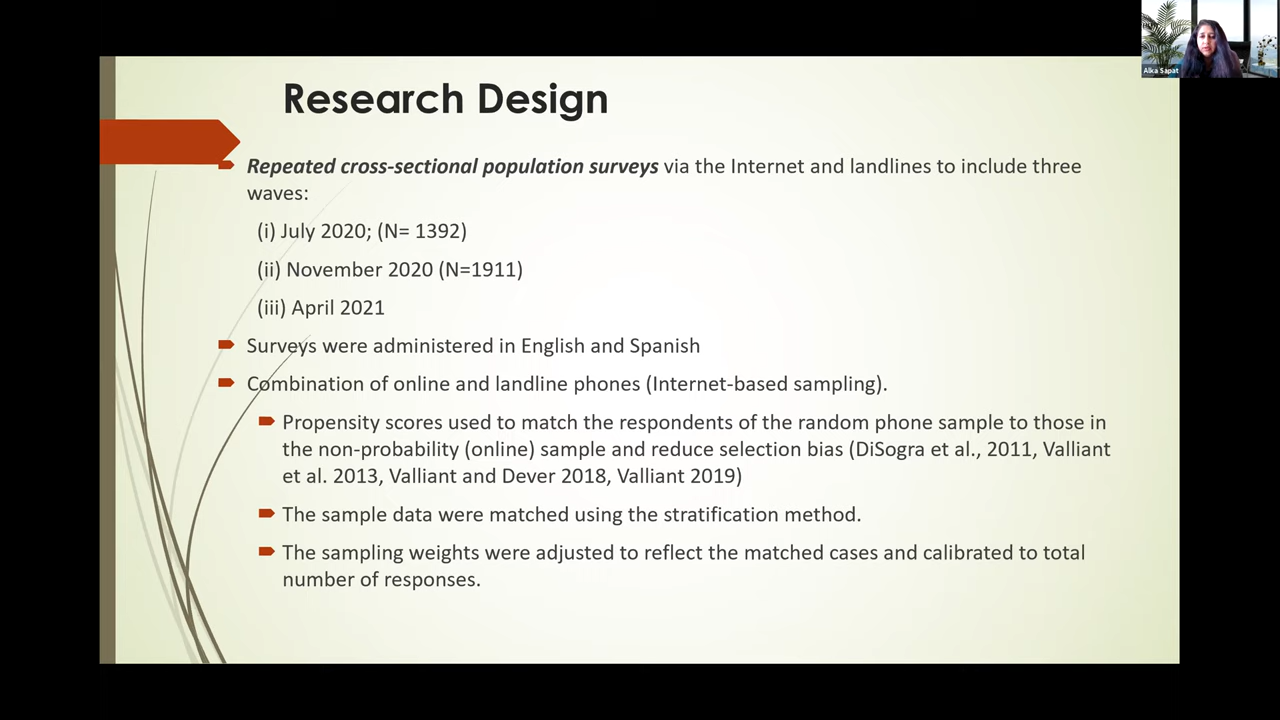 Alka Sapat
Research Design
Repeated cross-sectional population surveys via the Internet and landlines to include three
waves:
(i) July 2020; (N= 1392)
(ii) November 2020 (N=1911)
(iii) April 2021
Surveys were administered in English and Spanish
Combination of online and landline phones (Internet-based sampling).
Propensity scores used to match the respondents of the random phone sample to those in
the non-probability (online) sample and reduce selection bias (DiSogra et al., 2011, Valliant
et al. 2013, Valliant and Dever 2018, Valliant 2019)
The sample data were matched using the stratification method.
The sampling weights were adjusted to reflect the matched cases and calibrated to total
number of responses.